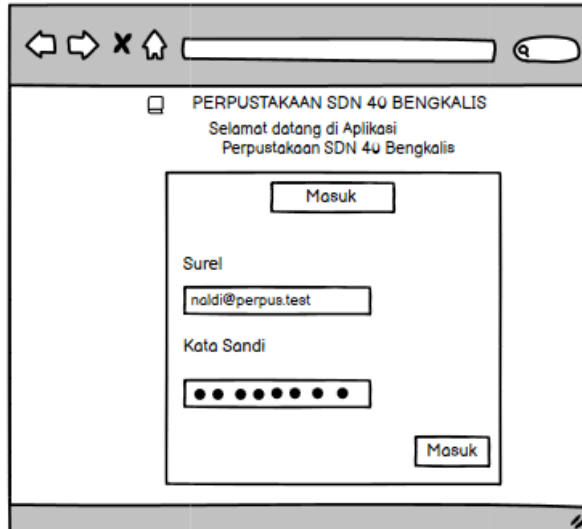 PERPUSTAKAAN SDN 40 BENGKALIS
Selamat datang di Aplikasi
Perpustakaan SDN 40 Bengkalis
Masuk
Surel
naldi@perpus.test
Kata Sandi
Masuk